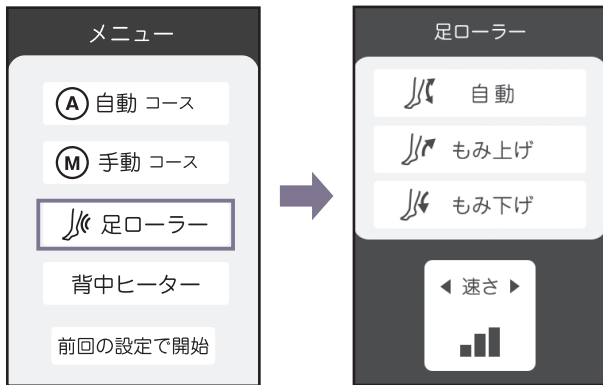 メニュー
A 自動 コース
M 手動 コース
足ローラー
背中ヒーター
前回の設定で開始
足ローラー
自動
もみ上げ
もみ下げ
◀ 速さ ▶